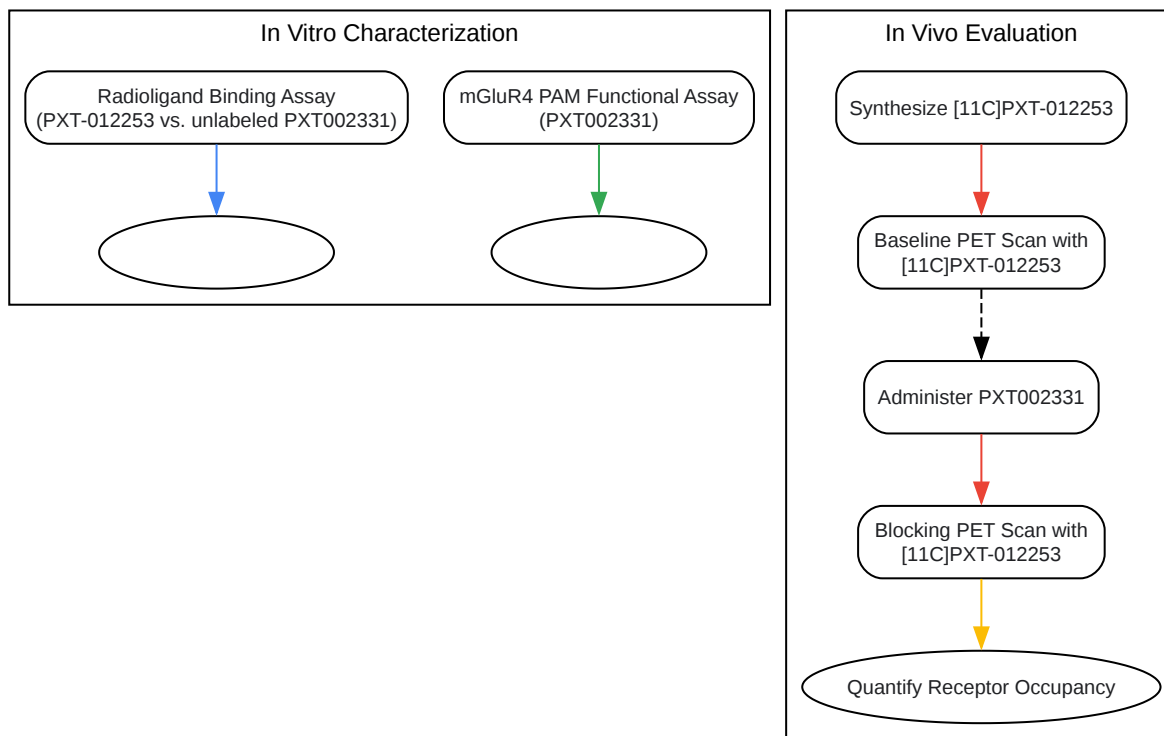 In Vitro Characterization
Radioligand Binding Assay
(PXT-012253 vs. unlabeled PXT002331)
mGluR4 PAM Functional Assay
(PXT002331)
In Vivo Evaluation
Synthesize [11C]PXT-012253
Baseline PET Scan with
[11C]PXT-012253
Administer PXT002331
Blocking PET Scan with
[11C]PXT-012253
Quantify Receptor Occupancy